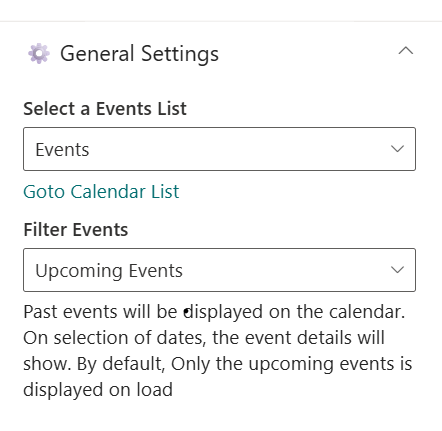 General Settings
Select a Events List
Events
Goto Calendar List
Filter Events
Upcoming Events
Past events will be displayed on the calendar.
On selection of dates, the event details will
show. By default, Only the upcoming events is
displayed on load